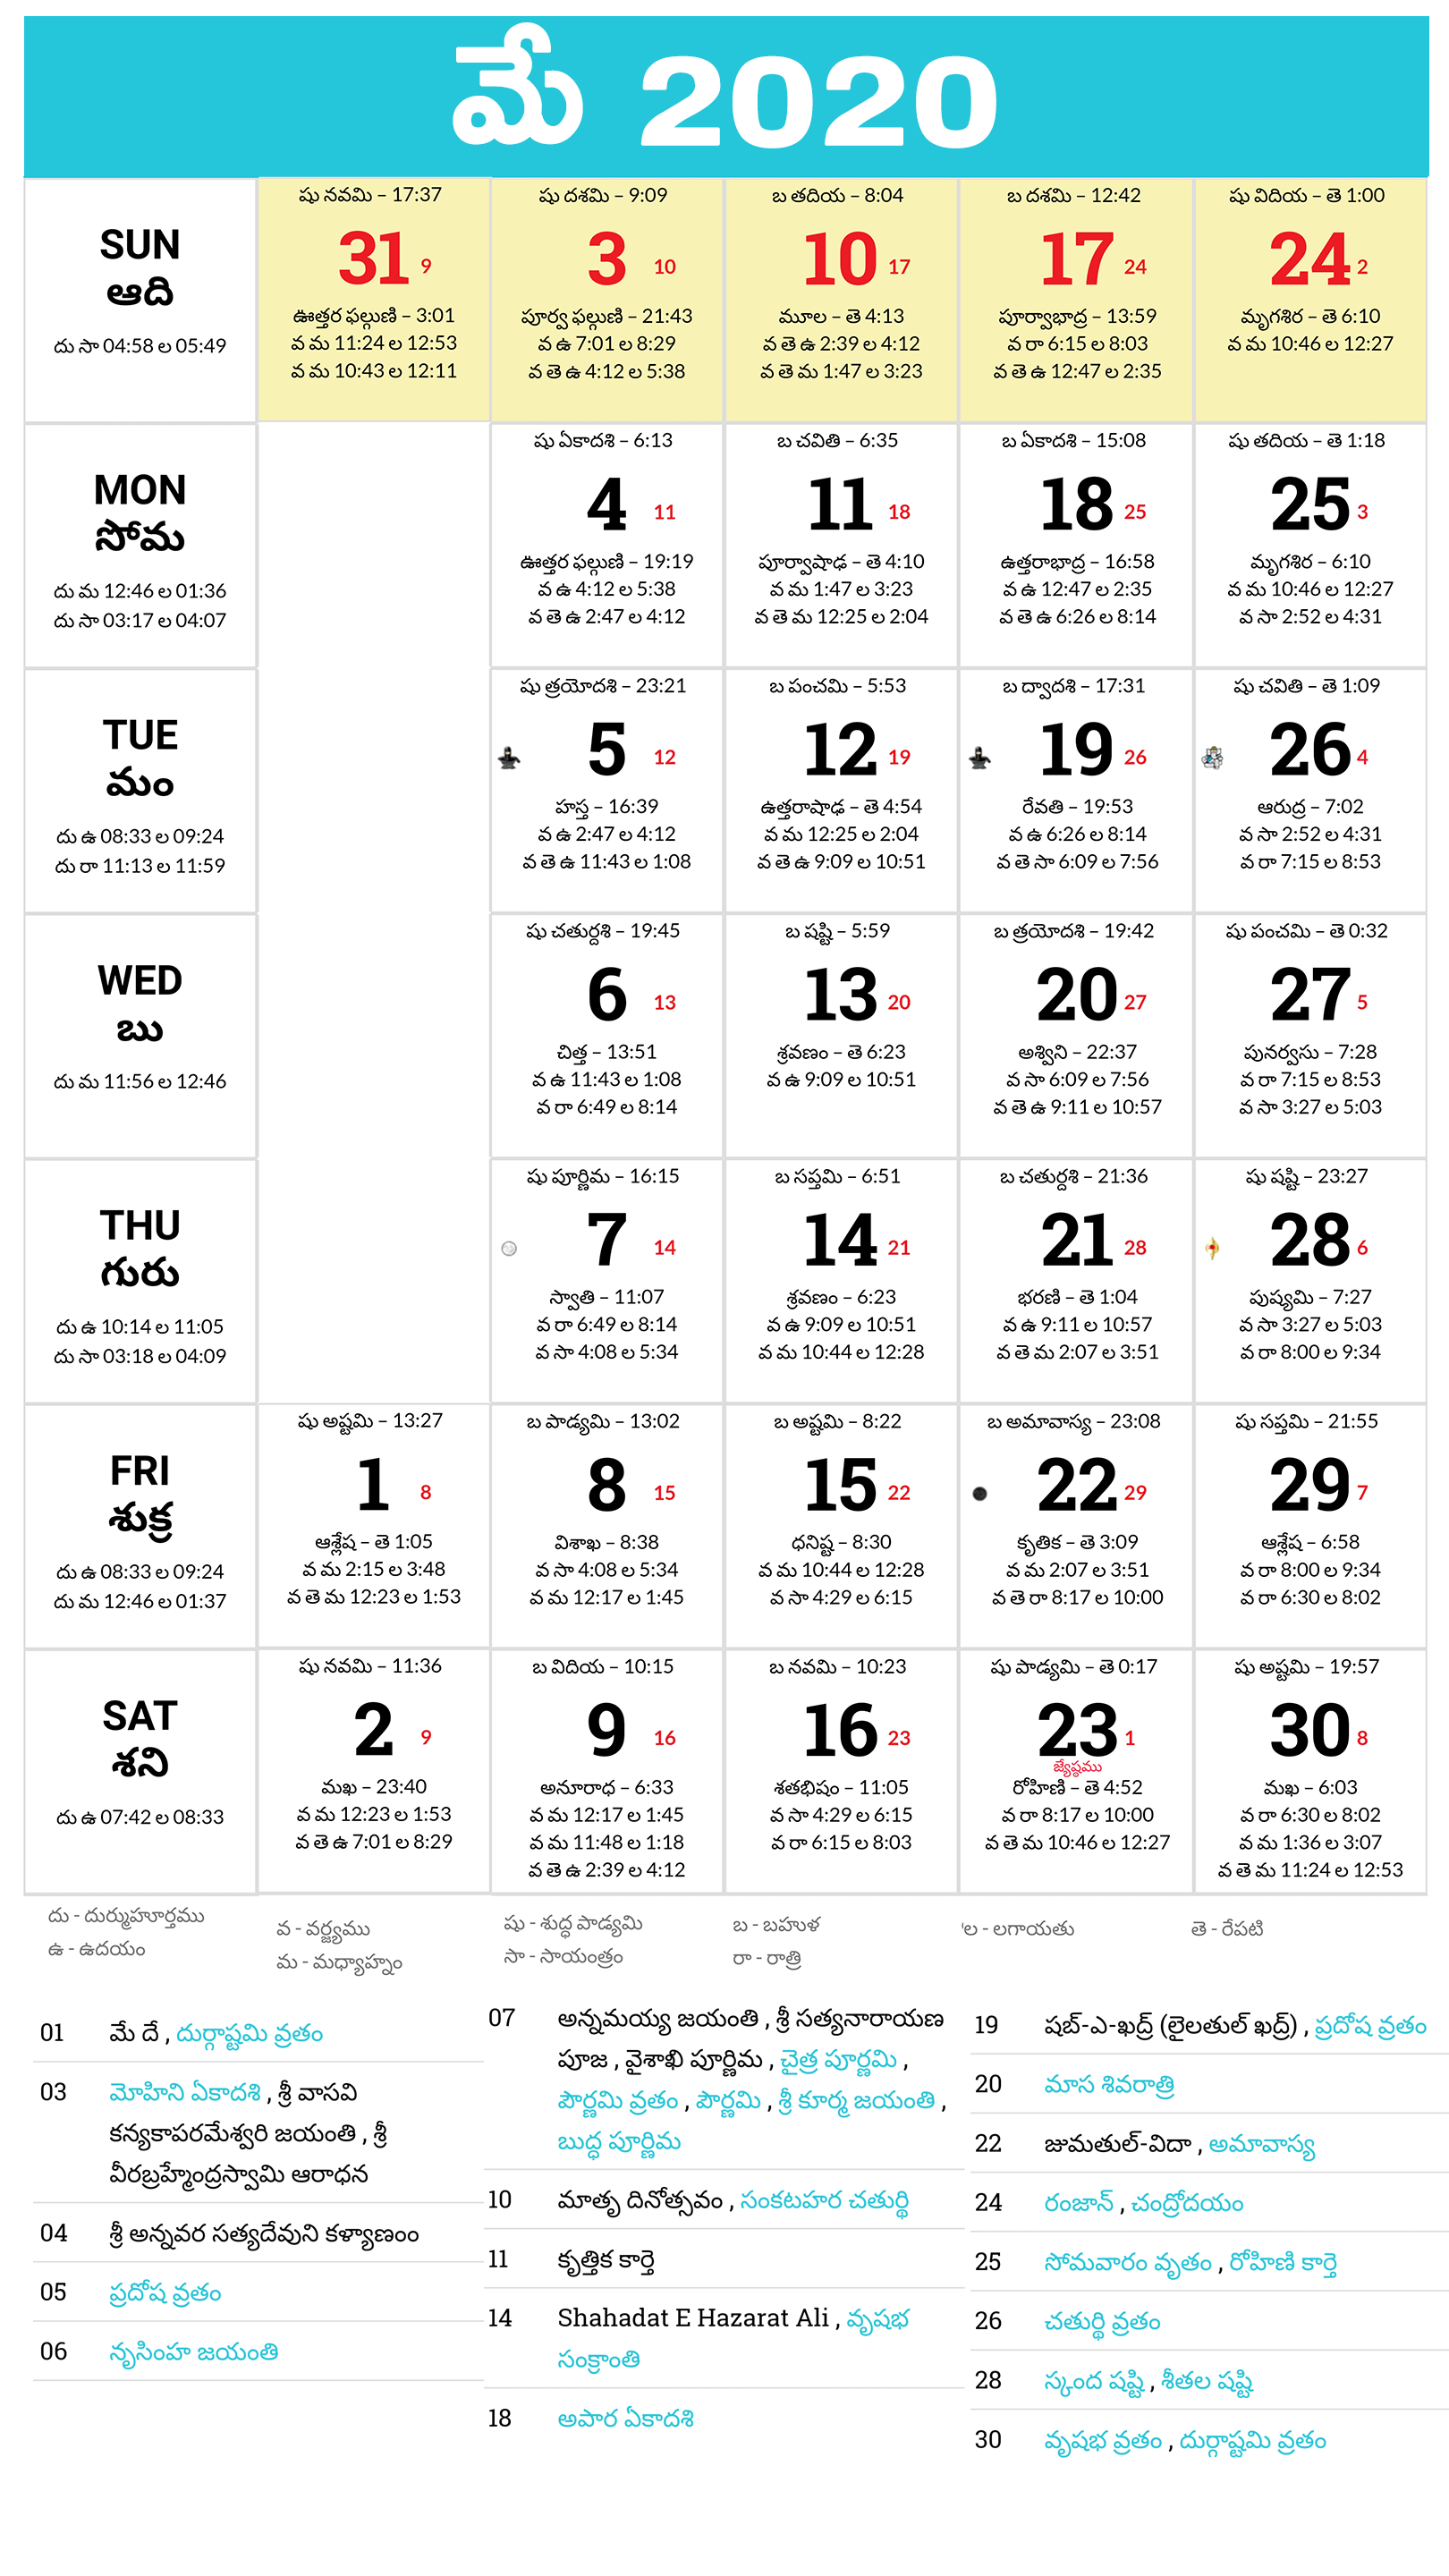 మే 2020
SUN
ఆది
దు సా 04:58 ల 05:49
షు నవమి – 17:37
31 9
ఊత్తర ఫల్గుణి – 3:01
వ మ 11:24 ల 12:53
వ మ 10:43 ల 12:11
షు దశమి – 9:09
3 10
పూర్వ ఫల్గుణి – 21:43
వ ఉ 7:01 ల 8:29
వ తె ఉ 4:12 ల 5:38
బ తదియ – 8:04
10 17
మూల – తె 4:13
వ తె ఉ 2:39 ల 4:12
వ తె మ 1:47 ల 3:23
బ దశమి – 12:42
17 24
పూర్వాభాద్ర – 13:59
వ రా 6:15 ల 8:03
వ తె ఉ 12:47 ల 2:35
షు విదియ – తె 1:00
24 2
మృగశిర – తె 6:10
వ మ 10:46 ల 12:27
MON
సోమ
దు మ 12:46 ల 01:36
దు సా 03:17 ల 04:07
షు ఏకాదశి – 6:13
4 11
ఊత్తర ఫల్గుణి – 19:19
వ ఉ 4:12 ల 5:38
వ తె ఉ 2:47 ల 4:12
బ చవితి – 6:35
11 18
పూర్వాషాఢ – తె 4:10
వ మ 1:47 ల 3:23
వ తె మ 12:25 ల 2:04
బ ఏకాదశి – 15:08
18 25
ఉత్తరాభాద్ర – 16:58
వ ఉ 12:47 ల 2:35
వ తె ఉ 6:26 ల 8:14
షు తదియ – తె 1:18
25 3
మృగశిర – 6:10
వ మ 10:46 ల 12:27
వ సా 2:52 ల 4:31
TUE
మం
దు ఉ 08:33 ల 09:24
దు రా 11:13 ల 11:59
షు త్రయోదశి – 23:21
5 12
హస్త – 16:39
వ ఉ 2:47 ల 4:12
వ తె ఉ 11:43 ల 1:08
బ పంచమి – 5:53
12 19
ఉత్తరాషాఢ – తె 4:54
వ మ 12:25 ల 2:04
వ తె ఉ 9:09 ల 10:51
బ ద్వాదశి – 17:31
19 26
రేవతి – 19:53
వ ఉ 6:26 ల 8:14
వ తె సా 6:09 ల 7:56
షు చవితి – తె 1:09
26 4
ఆరుద్ర – 7:02
వ సా 2:52 ల 4:31
వ రా 7:15 ల 8:53
WED
బు
దు మ 11:56 ల 12:46
షు చతుర్దశి – 19:45
6 13
చిత్త – 13:51
వ ఉ 11:43 ల 1:08
వ రా 6:49 ల 8:14
బ షష్టి – 5:59
13 20
శ్రవణం – తె 6:23
వ ఉ 9:09 ల 10:51
బ త్రయోదశి – 19:42
20 27
అశ్విని – 22:37
వ సా 6:09 ల 7:56
వ తె ఉ 9:11 ల 10:57
షు పంచమి – తె 0:32
27 5
పునర్వసు – 7:28
వ రా 7:15 ల 8:53
వ సా 3:27 ల 5:03
THU
గురు
దు ఉ 10:14 ల 11:05
దు సా 03:18 ల 04:09
షు పూర్ణిమ – 16:15
7 14
స్వాతి – 11:07
వ రా 6:49 ల 8:14
వ సా 4:08 ల 5:34
బ సప్తమి – 6:51
14 21
శ్రవణం – 6:23
వ ఉ 9:09 ల 10:51
వ మ 10:44 ల 12:28
బ చతుర్దశి – 21:36
21 28
భరణి – తె 1:04
వ ఉ 9:11 ల 10:57
వ తె మ 2:07 ల 3:51
షు షష్టి – 23:27
28 6
పుష్యమి – 7:27
వ సా 3:27 ల 5:03
వ రా 8:00 ల 9:34
FRI
శుక్ర
దు ఉ 08:33 ల 09:24
దు మ 12:46 ల 01:37
షు అష్టమి – 13:27
1 8
ఆశ్లేష – తె 1:05
వ మ 2:15 ల 3:48
వ తె మ 12:23 ల 1:53
బ పాడ్యమి – 13:02
8 15
విశాఖ – 8:38
వ సా 4:08 ల 5:34
వ మ 12:17 ల 1:45
బ అష్టమి – 8:22
15 22
ధనిష్ట – 8:30
వ మ 10:44 ల 12:28
వ సా 4:29 ల 6:15
బ అమావాస్య – 23:08
22 29
కృతిక – తె 3:09
వ మ 2:07 ల 3:51
వ తె రా 8:17 ల 10:00
షు సప్తమి – 21:55
29 7
ఆశ్లేష – 6:58
వ రా 8:00 ల 9:34
వ రా 6:30 ల 8:02
SAT
శని
దు ఉ 07:42 ల 08:33
షు నవమి – 11:36
2 9
మఖ – 23:40
వ మ 12:23 ల 1:53
వ తె ఉ 7:01 ల 8:29
బ విదియ – 10:15
9 16
అనూరాధ – 6:33
వ మ 12:17 ల 1:45
వ మ 11:48 ల 1:18
వ తె ఉ 2:39 ల 4:12
బ నవమి – 10:23
16 23
శతభిషం – 11:05
వ సా 4:29 ల 6:15
వ రా 6:15 ల 8:03
షు పాడ్యమి – తె 0:17
23 1
జ్యేష్ఠము
రోహిణి – తె 4:52
వ రా 8:17 ల 10:00
వ తె మ 10:46 ల 12:27
షు అష్టమి – 19:57
30 8
మఖ – 6:03
వ రా 6:30 ల 8:02
వ మ 1:36 ల 3:07
వ తె మ 11:24 ల 12:53
దు - దుర్ముహూర్తము
ఉ - ఉదయం
వ - వర్జ్యము
మ - మధ్యాహ్నం
షు - శుద్ధ పాడ్యమి
సా - సాయంత్రం
బ - బహుళ
రా - రాత్రి
'ల - లగాయతు
తె - రేపటి
01 మే దే , దుర్గాష్టమి వ్రతం
03 మోహిని ఏకాదశి , శ్రీ వాసవి
కన్యకాపరమేశ్వరి జయంతి , శ్రీ
వీరబ్రహ్మేంద్రస్వామి ఆరాధన
04 శ్రీ అన్నవర సత్యదేవుని కళ్యాణంం
05 ప్రదోష వ్రతం
06 నృసింహ జయంతి
07 అన్నమయ్య జయంతి , శ్రీ సత్యనారాయణ
పూజ , వైశాఖి పూర్ణిమ , చైత్ర పూర్ణమి ,
పౌర్ణమి వ్రతం , పౌర్ణమి , శ్రీ కూర్మ జయంతి ,
బుద్ధ పూర్ణిమ
10 మాతృ దినోత్సవం , సంకటహర చతుర్థి
11 కృత్తిక కార్తె
14 Shahadat E Hazarat Ali , వృషభ
సంక్రాంతి
18 అపార ఏకాదశి
19 షబ్-ఎ-ఖద్ర్ (లైలతుల్ ఖద్ర్) , ప్రదోష వ్రతం
20 మాస శివరాత్రి
22 జుమతుల్-విదా , అమావాస్య
24 రంజాన్ , చంద్రోదయం
25 సోమవారం వృతం , రోహిణి కార్తె
26 చతుర్థి వ్రతం
28 స్కంద షష్టి , శీతల షష్టి
30 వృషభ వ్రతం , దుర్గాష్టమి వ్రతం